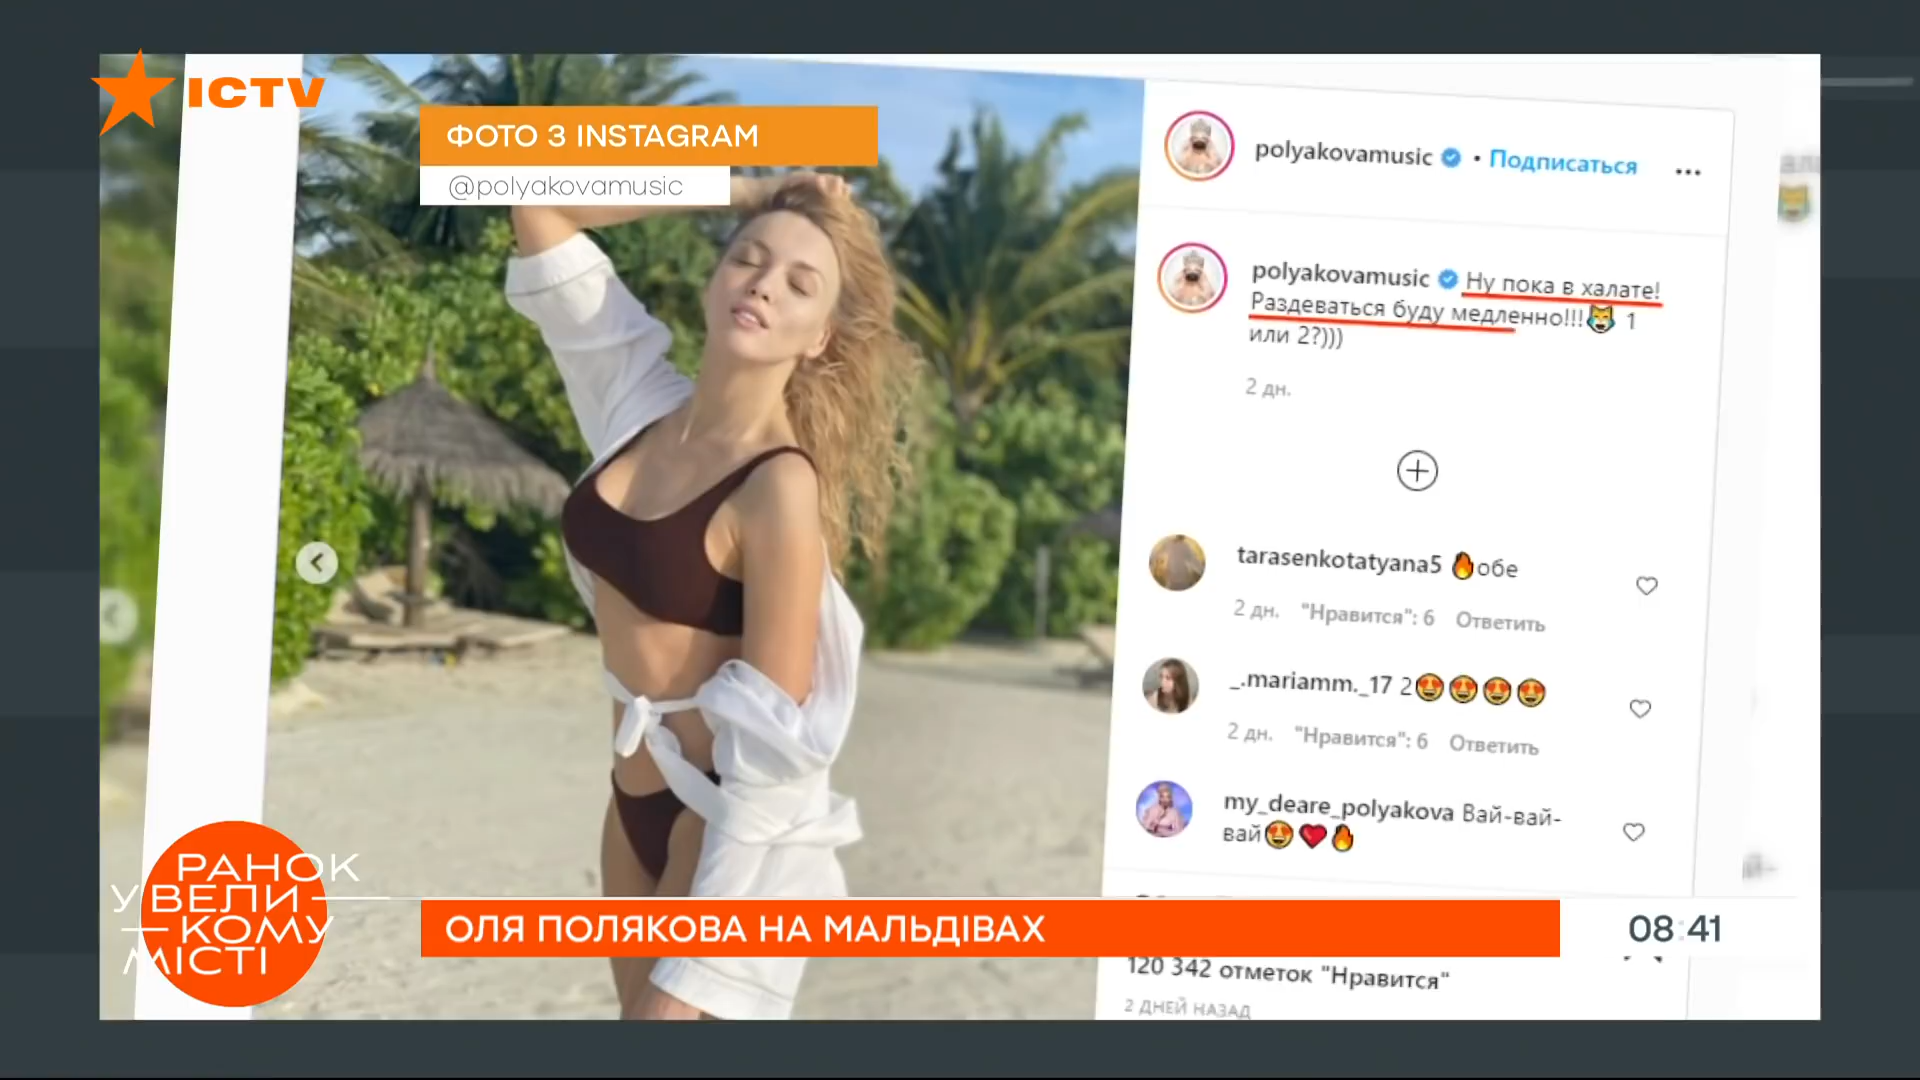 ICTV
ФОТО З INSTAGRAM
@polyakovamusic
polyakovamusic • Подписаться
polyakovamusic Ну пока в халате!
Раздеваться буду медленно!!!😹 1
или 2?)))
2 дн.
tarasenkotatyana5 🔥обе
2 дн. "Нравится": 6 Ответить
_.mariamm._17 2😍😍😍😍
2 дн. "Нравится": 6 Ответить
my_deare_polyakova Вай-вай-
вай😍❤️🔥
РАНОК
У ВЕЛИ
КОМУ
МІСТІ
ОЛЯ ПОЛЯКОВА НА МАЛЬДІВАХ
08:41
120 342 отметок "Нравится"
2 ДНЕЙ НАЗАД